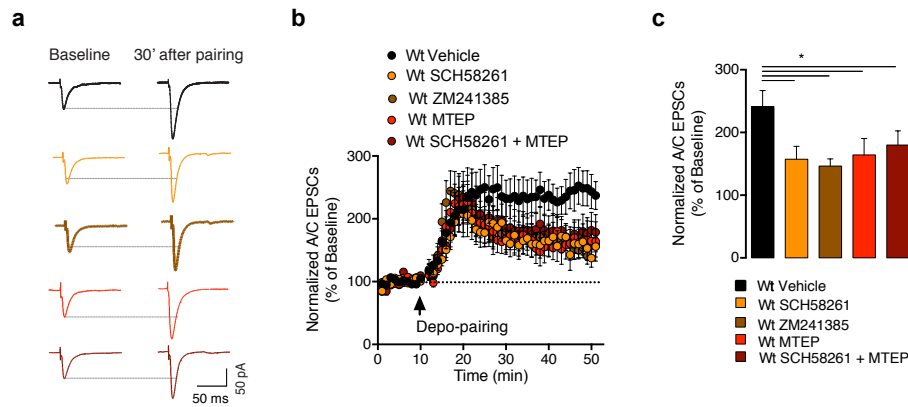 a
Baseline 30' after pairing
50 ms
50 pA
b
Wt Vehicle
Wt SCH58261
Wt ZM241385
Wt MTEP
Wt SCH58261 + MTEP
Normalized A/C EPSCs
(% of Baseline)
300
200
100
0
Depo-pairing
0 10 20 30 40 50
Time (min)
c
*
Normalized A/C EPSCs
(% of Baseline)
300
200
150
100
0
Wt Vehicle
Wt SCH58261
Wt ZM241385
Wt MTEP
Wt SCH58261 + MTEP